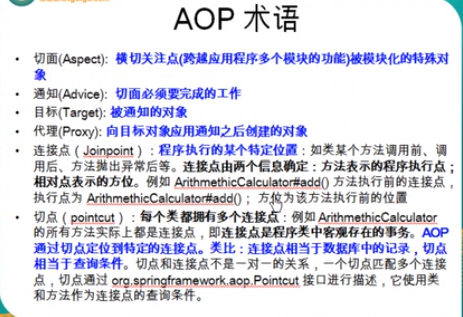 AOP 术语
• 切面(Aspect): 横切关注点(跨越应用程序多个模块的功能)被模块化的特殊对
象
• 通知(Advice): 切面必须要完成的工作
• 目标(Target): 被通知的对象
• 代理(Proxy): 向目标对象应用通知之后创建的对象
• 连接点（Joinpoint）：程序执行的某个特定位置：如类某个方法调用前、调
用后、方法抛出异常后等。连接点由两个信息确定：方法表示的程序执行点；
相对点表示的方位。例如 ArithmethicCalculator#add() 方法执行前的连接点，
执行点为 ArithmethicCalculator#add()； 方位为该方法执行前的位置
• 切点（pointcut）：每个类都拥有多个连接点：例如 ArithmethicCalculator
的所有方法实际上都是连接点，即连接点是程序类中客观存在的事务。AOP
通过切点定位到特定的连接点。类比：连接点相当于数据库中的记录，切点
相当于查询条件。切点和连接点不是一对一的关系，一个切点匹配多个连接
点，切点通过 org.springframework.aop.Pointcut 接口进行描述，它使用类
和方法作为连接点的查询条件。